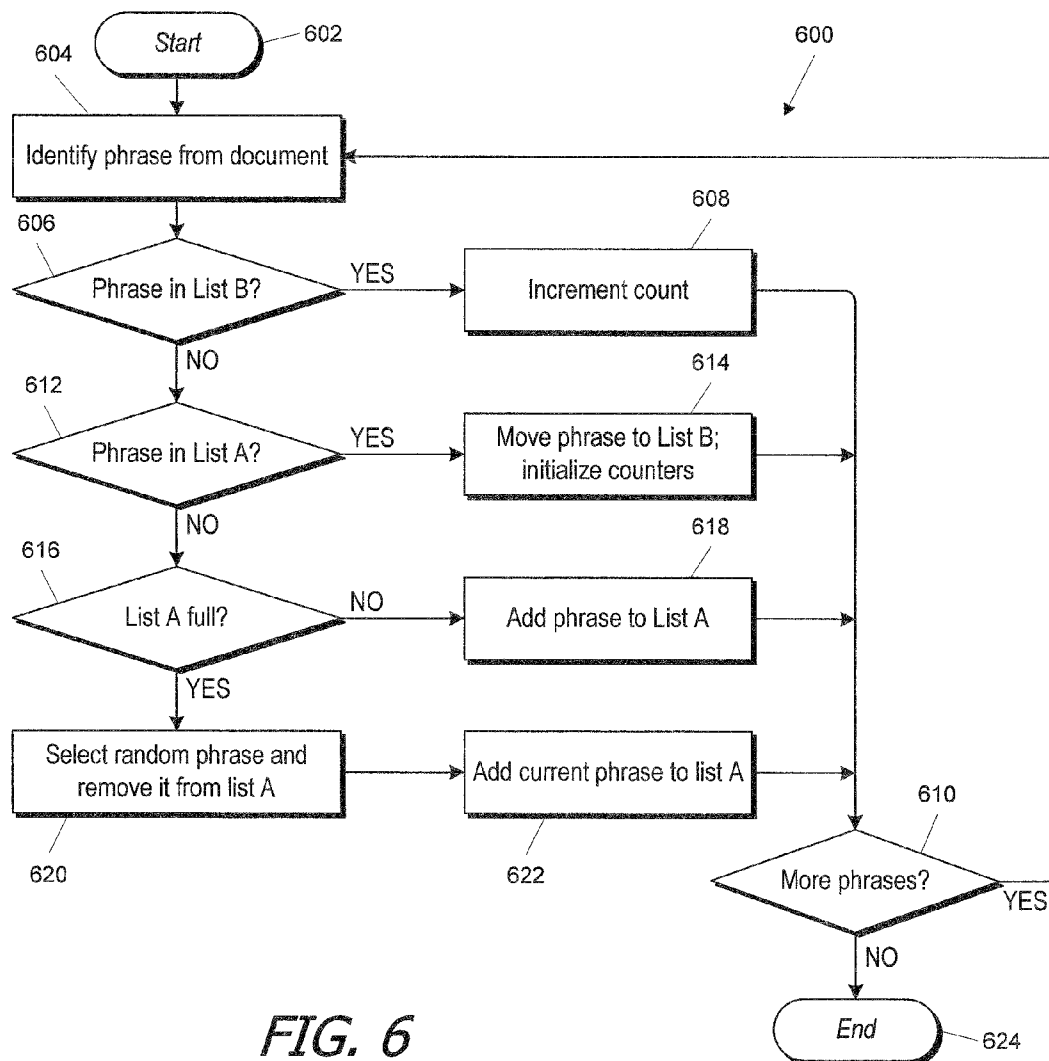 Start
602
600
604
Identify phrase from document
606
Phrase in List B?
YES
608
Increment count
NO
612
Phrase in List A?
YES
614
Move phrase to List B;
initialize counters
NO
616
List A full?
NO
618
Add phrase to List A
YES
Select random phrase and
remove it from list A
620
Add current phrase to list A
622
610
More phrases?
YES
NO
End
624
FIG. 6